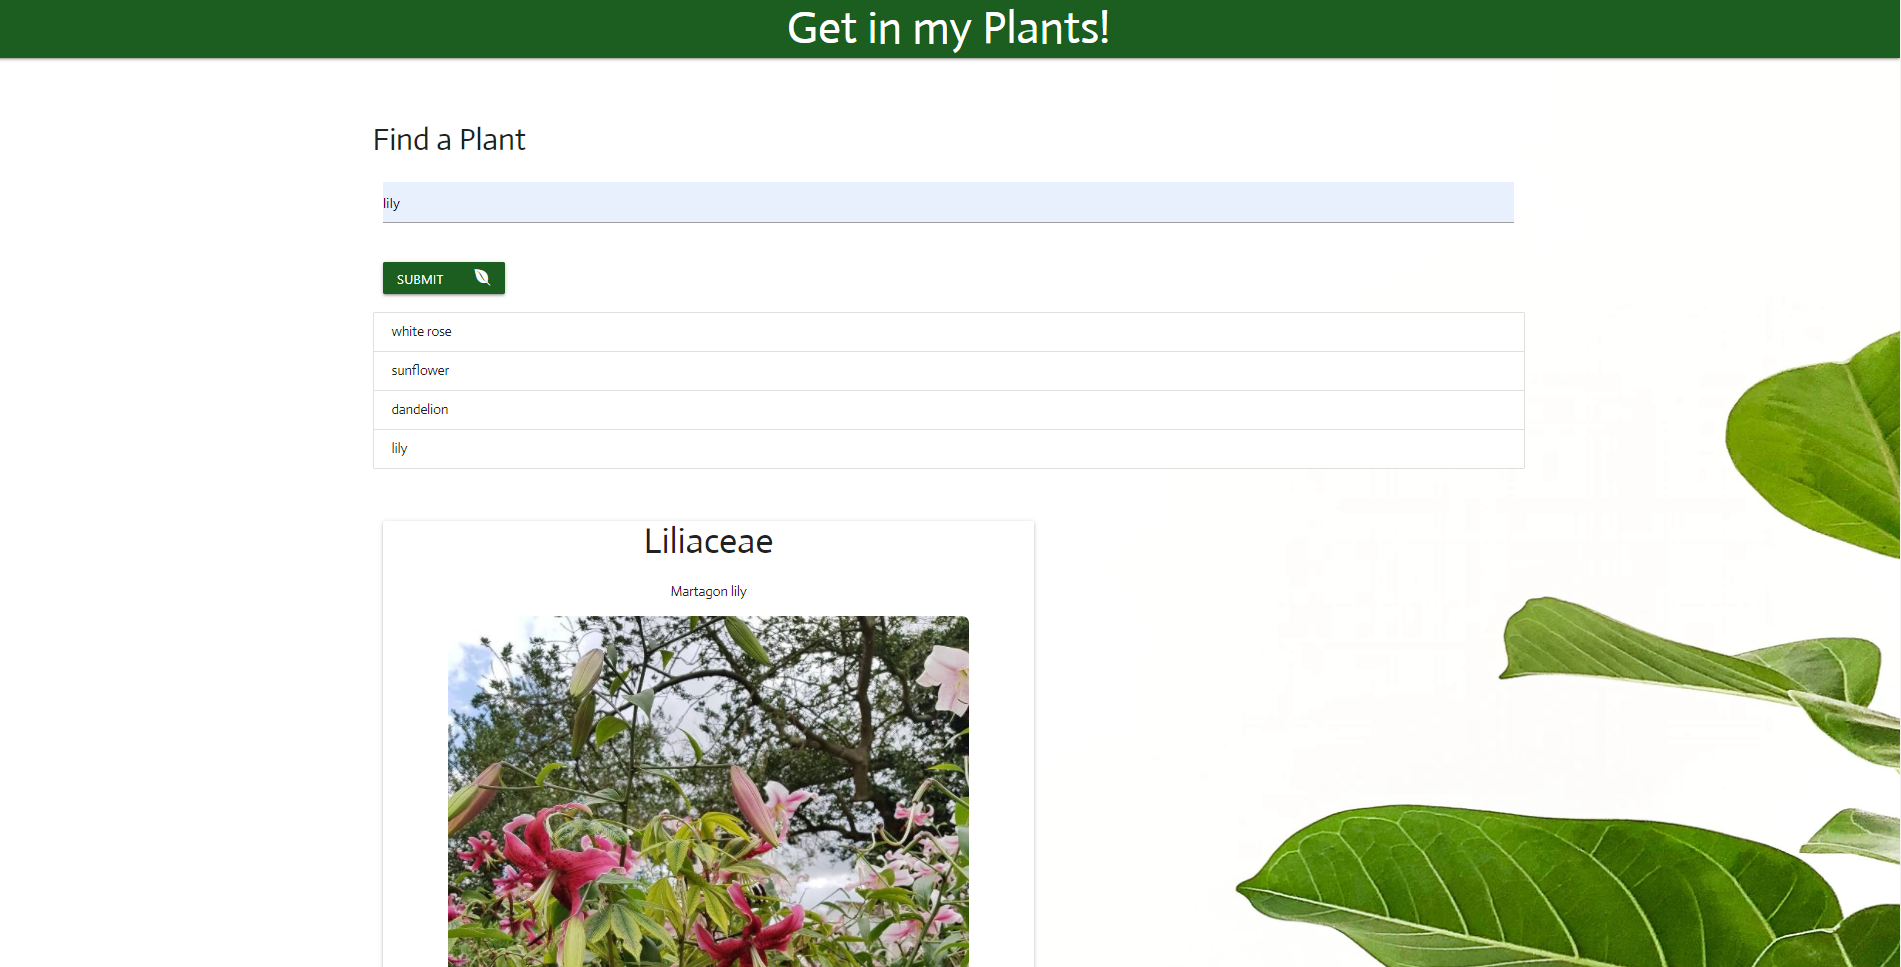 Get in my Plants!
Find a Plant
lily
SUBMIT
white rose
sunflower
dandelion
lily
Liliaceae
Martagon lily